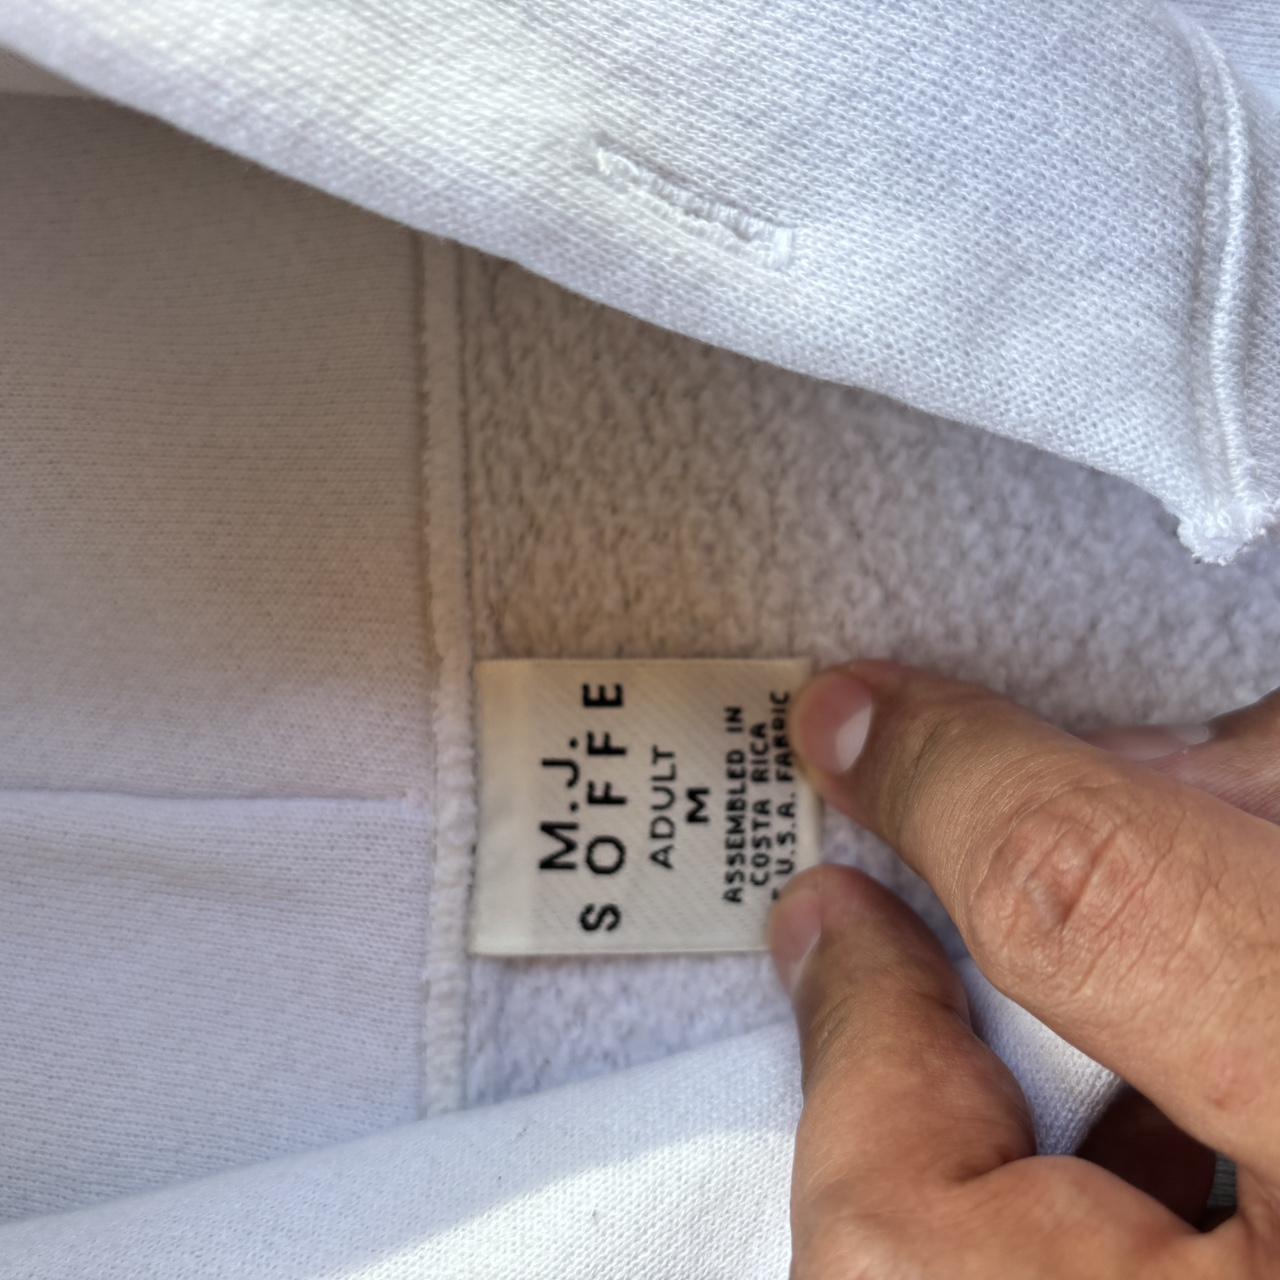 M.J.
SOFFE
ADULT
M
ASSEMBLED IN
COSTA RICA
U.S.A. FABRIC